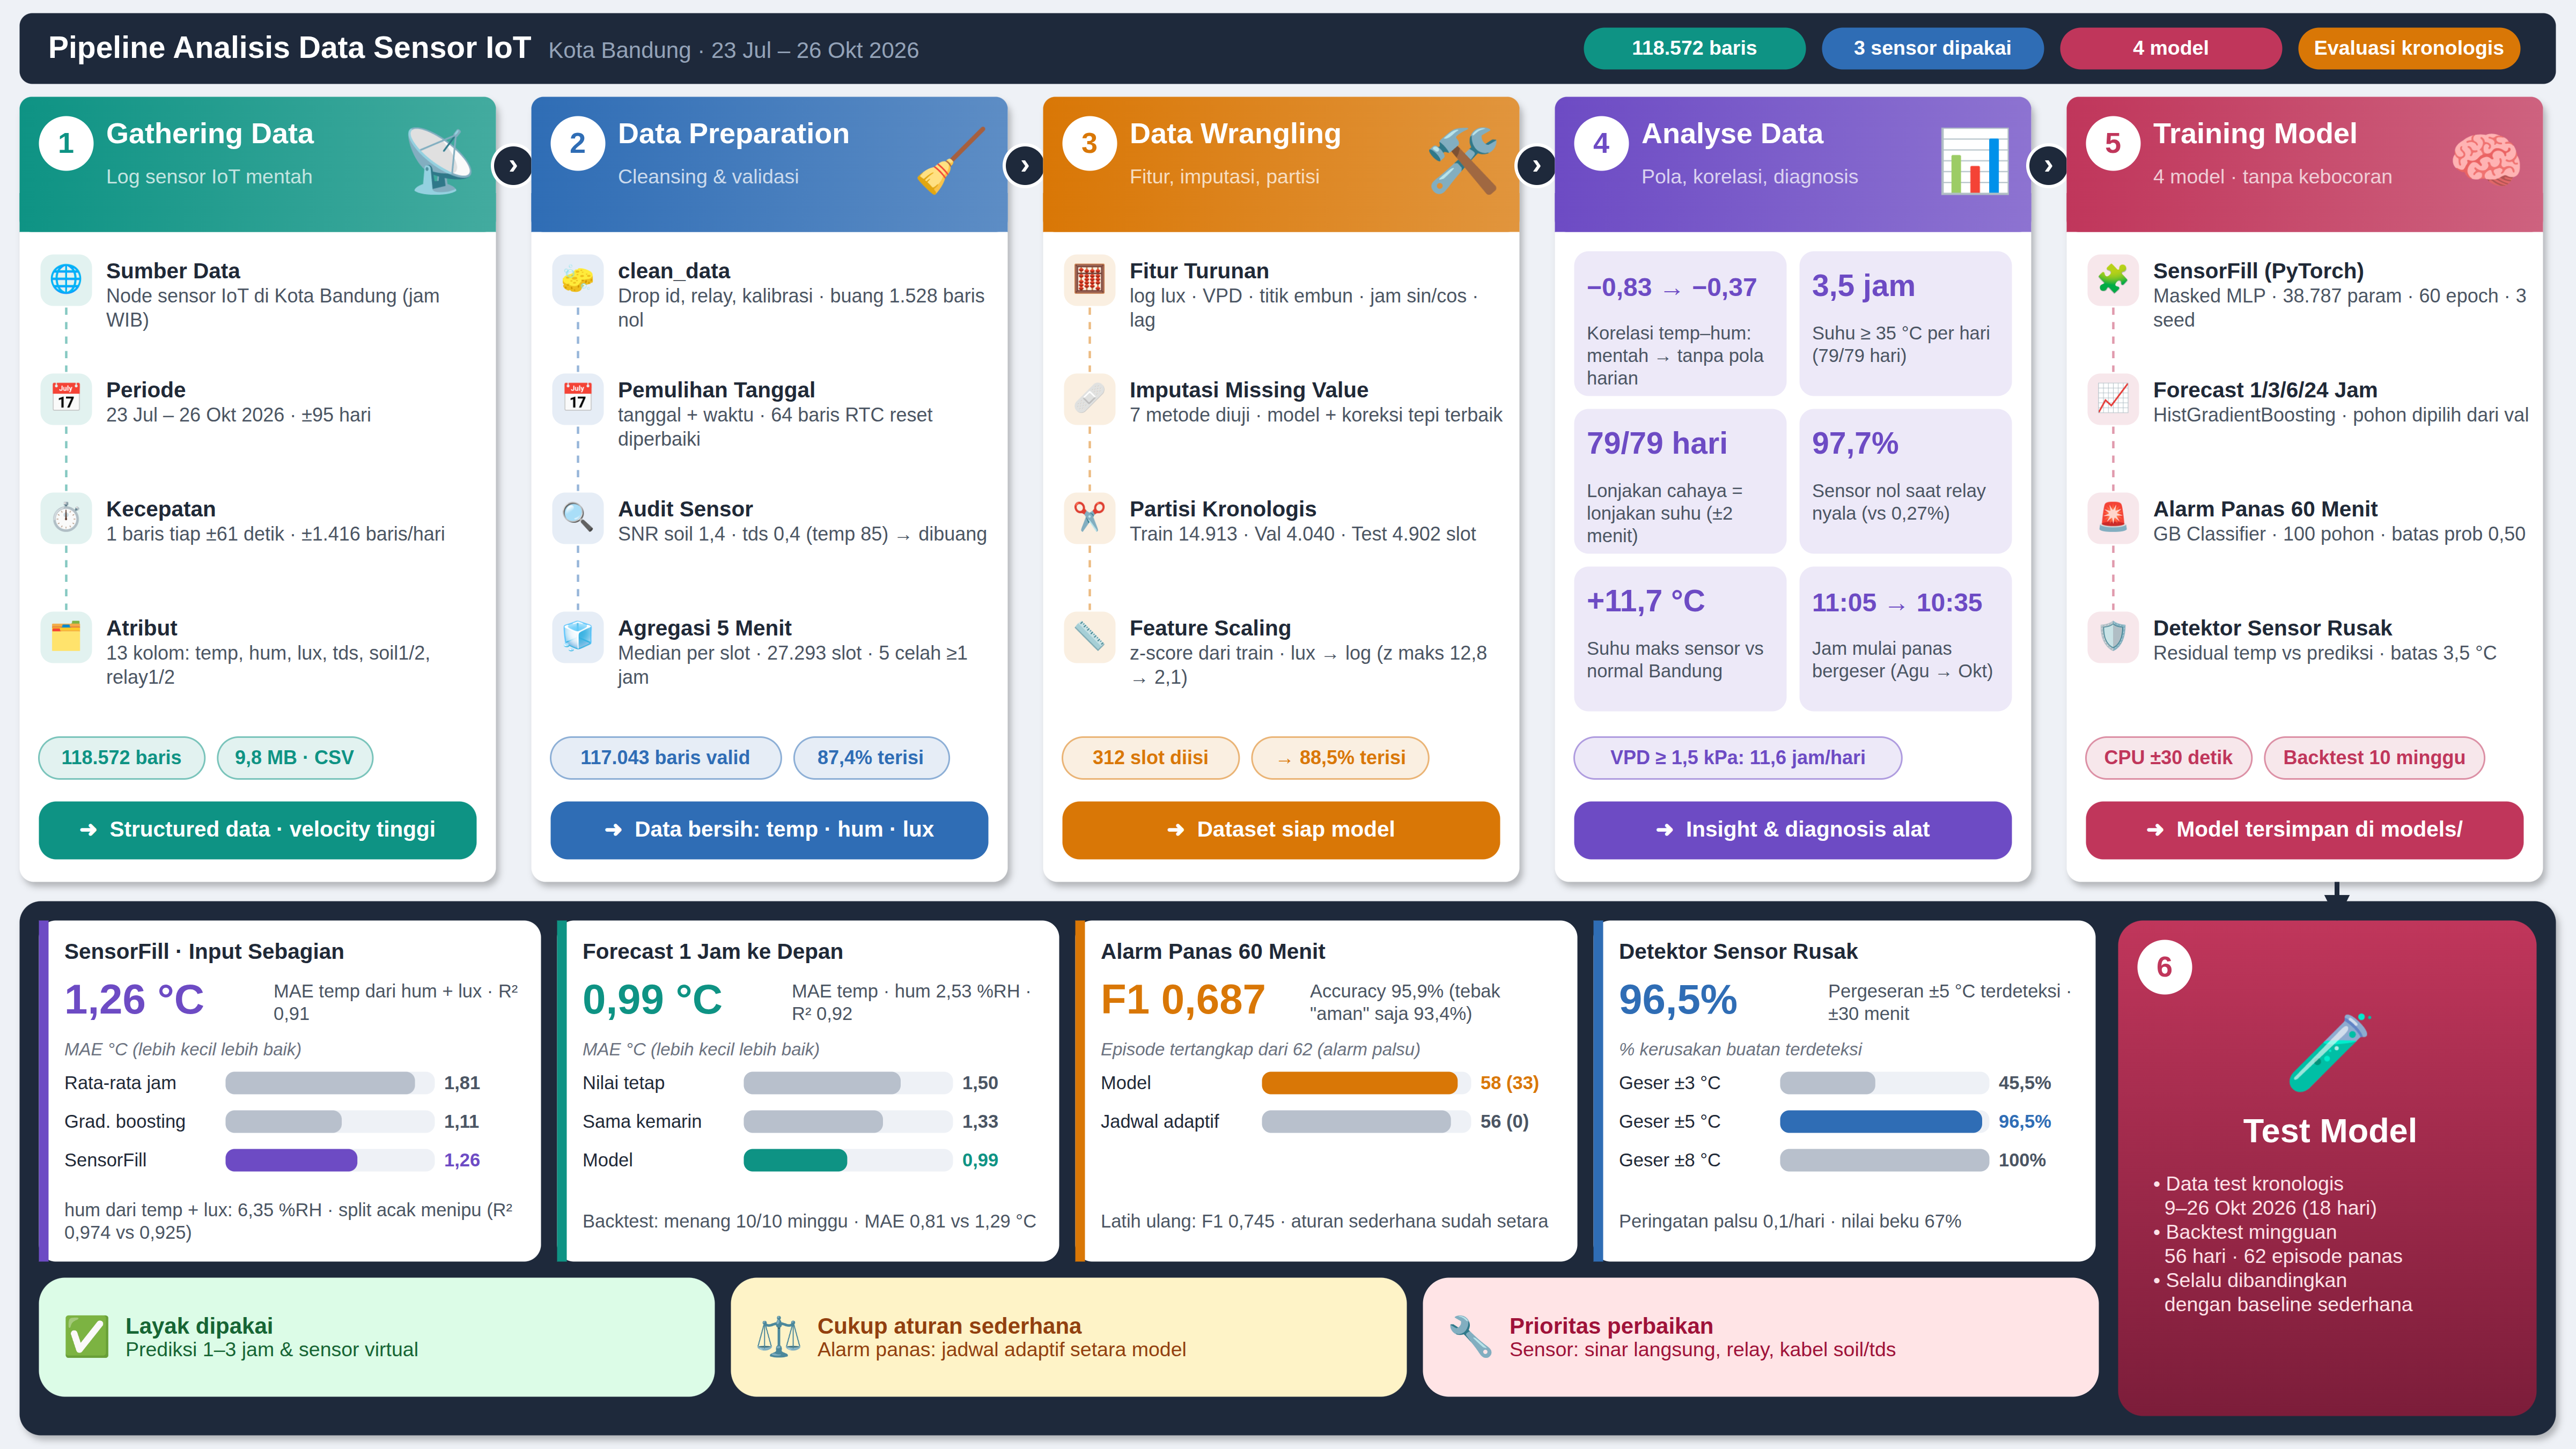 Pipeline Analisis Data Sensor IoT Kota Bandung · 23 Jul – 26 Okt 2026
118.572 baris
3 sensor dipakai
4 model
Evaluasi kronologis
1
Gathering Data
Log sensor IoT mentah
Sumber Data
Node sensor IoT di Kota Bandung (jam
WIB)
Periode
23 Jul – 26 Okt 2026 · ±95 hari
Kecepatan
1 baris tiap ±61 detik · ±1.416 baris/hari
Atribut
13 kolom: temp, hum, lux, tds, soil1/2,
relay1/2
118.572 baris
9,8 MB · CSV
➜ Structured data · velocity tinggi
›
2
Data Preparation
Cleansing & validasi
clean_data
Drop id, relay, kalibrasi · buang 1.528 baris
nol
Pemulihan Tanggal
tanggal + waktu · 64 baris RTC reset
diperbaiki
Audit Sensor
SNR soil 1,4 · tds 0,4 (temp 85) → dibuang
Agregasi 5 Menit
Median per slot · 27.293 slot · 5 celah ≥1
jam
117.043 baris valid
87,4% terisi
➜ Data bersih: temp · hum · lux
›
3
Data Wrangling
Fitur, imputasi, partisi
Fitur Turunan
log lux · VPD · titik embun · jam sin/cos ·
lag
Imputasi Missing Value
7 metode diuji · model + koreksi tepi terbaik
Partisi Kronologis
Train 14.913 · Val 4.040 · Test 4.902 slot
Feature Scaling
z-score dari train · lux → log (z maks 12,8
→ 2,1)
312 slot diisi
→ 88,5% terisi
➜ Dataset siap model
›
4
Analyse Data
Pola, korelasi, diagnosis
−0,83 → −0,37
Korelasi temp–hum:
mentah → tanpa pola
harian
3,5 jam
Suhu ≥ 35 °C per hari
(79/79 hari)
79/79 hari
Lonjakan cahaya =
lonjakan suhu (±2
menit)
97,7%
Sensor nol saat relay
nyala (vs 0,27%)
+11,7 °C
Suhu maks sensor vs
normal Bandung
11:05 → 10:35
Jam mulai panas
bergeser (Agu → Okt)
VPD ≥ 1,5 kPa: 11,6 jam/hari
➜ Insight & diagnosis alat
›
5
Training Model
4 model · tanpa kebocoran
SensorFill (PyTorch)
Masked MLP · 38.787 param · 60 epoch · 3
seed
Forecast 1/3/6/24 Jam
HistGradientBoosting · pohon dipilih dari val
Alarm Panas 60 Menit
GB Classifier · 100 pohon · batas prob 0,50
Detektor Sensor Rusak
Residual temp vs prediksi · batas 3,5 °C
CPU ±30 detik
Backtest 10 minggu
➜ Model tersimpan di models/
SensorFill · Input Sebagian
1,26 °C
MAE temp dari hum + lux · R²
0,91
MAE °C (lebih kecil lebih baik)
Rata-rata jam 1,81
Grad. boosting 1,11
SensorFill 1,26
hum dari temp + lux: 6,35 %RH · split acak menipu (R²
0,974 vs 0,925)
Forecast 1 Jam ke Depan
0,99 °C
MAE temp · hum 2,53 %RH ·
R² 0,92
MAE °C (lebih kecil lebih baik)
Nilai tetap 1,50
Sama kemarin 1,33
Model 0,99
Backtest: menang 10/10 minggu · MAE 0,81 vs 1,29 °C
Alarm Panas 60 Menit
F1 0,687
Accuracy 95,9% (tebak
"aman" saja 93,4%)
Episode tertangkap dari 62 (alarm palsu)
Model 58 (33)
Jadwal adaptif 56 (0)
Latih ulang: F1 0,745 · aturan sederhana sudah setara
Detektor Sensor Rusak
96,5%
Pergeseran ±5 °C terdeteksi ·
±30 menit
% kerusakan buatan terdeteksi
Geser ±3 °C 45,5%
Geser ±5 °C 96,5%
Geser ±8 °C 100%
Peringatan palsu 0,1/hari · nilai beku 67%
Layak dipakai
Prediksi 1–3 jam & sensor virtual
Cukup aturan sederhana
Alarm panas: jadwal adaptif setara model
Prioritas perbaikan
Sensor: sinar langsung, relay, kabel soil/tds
6
Test Model
• Data test kronologis
9–26 Okt 2026 (18 hari)
• Backtest mingguan
56 hari · 62 episode panas
• Selalu dibandingkan
dengan baseline sederhana